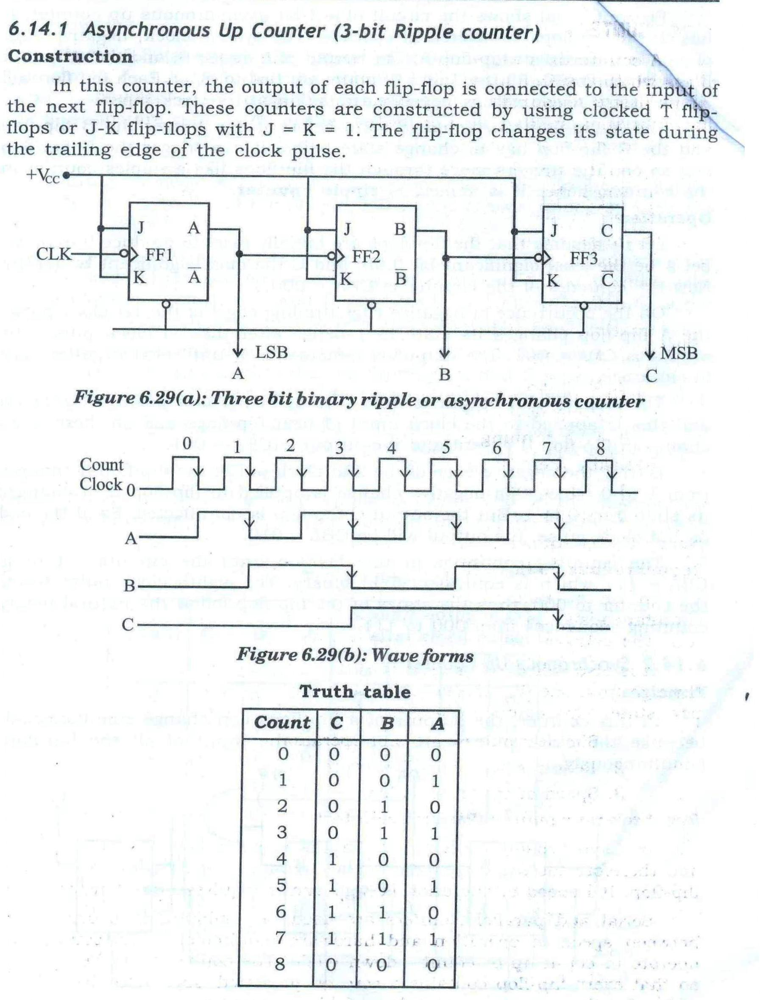 6.14.1 Asynchronous Up Counter (3-bit Ripple counter)
Construction
In this counter, the output of each flip-flop is connected to the input of
the next flip-flop. These counters are constructed by using clocked T flip-
flops or J-K flip-flops with J = K = 1. The flip-flop changes its state during
the trailing edge of the clock pulse.
+VCC
J A J B J C
CLK FF1 FF2 FF3
K A̅ K B̅ K C̅
LSB MSB
A B C
Figure 6.29(a): Three bit binary ripple or asynchronous counter
0 1 2 3 4 5 6 7 8
Count
Clock 0
A
B
C
Figure 6.29(b): Wave forms
Truth table
Count C B A
0 0 0 0
1 0 0 1
2 0 1 0
3 0 1 1
4 1 0 0
5 1 0 1
6 1 1 0
7 1 1 1
8 0 0 0